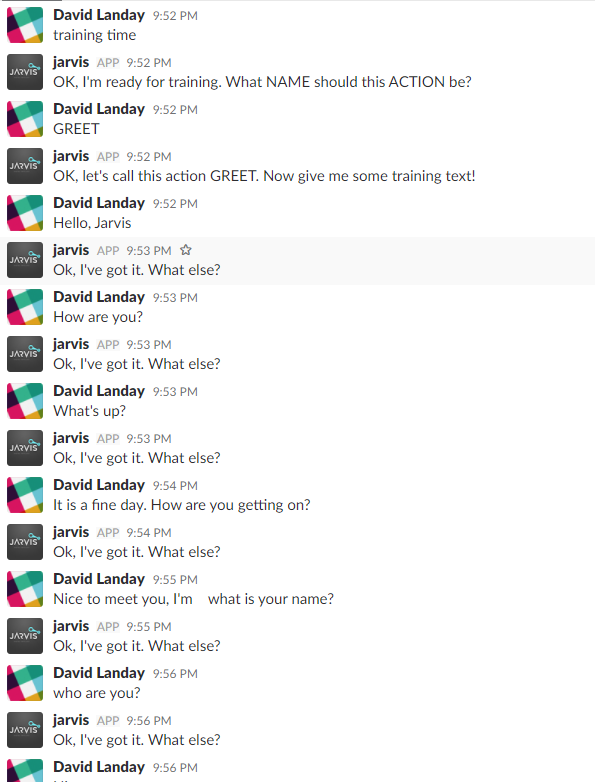 David Landay 9:52 PM
training time
JARVIS
jarvis APP 9:52 PM
OK, I'm ready for training. What NAME should this ACTION be?
David Landay 9:52 PM
GREET
JARVIS
jarvis APP 9:52 PM
OK, let's call this action GREET. Now give me some training text!
David Landay 9:52 PM
Hello, Jarvis
JARVIS
jarvis APP 9:53 PM
Ok, I've got it. What else?
David Landay 9:53 PM
How are you?
JARVIS
jarvis APP 9:53 PM
Ok, I've got it. What else?
David Landay 9:53 PM
What's up?
JARVIS
jarvis APP 9:53 PM
Ok, I've got it. What else?
David Landay 9:54 PM
It is a fine day. How are you getting on?
JARVIS
jarvis APP 9:54 PM
Ok, I've got it. What else?
David Landay 9:55 PM
Nice to meet you, I'm    what is your name?
JARVIS
jarvis APP 9:55 PM
Ok, I've got it. What else?
David Landay 9:56 PM
who are you?
JARVIS
jarvis APP 9:56 PM
Ok, I've got it. What else?
David Landay 9:56 PM